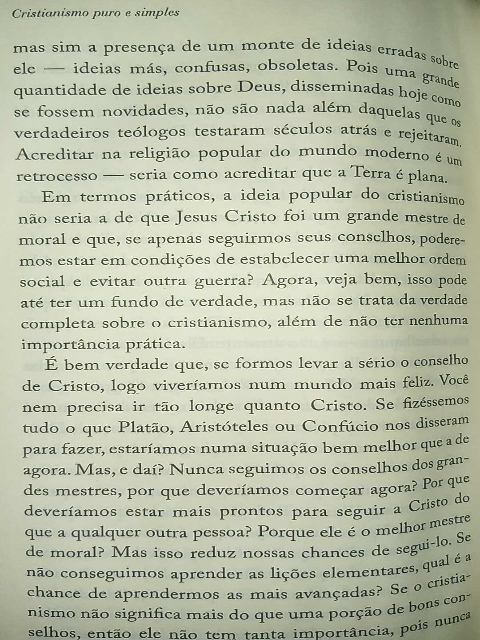 Cristianismo puro e simples
mas sim a presença de um monte de ideias erradas sobre
ele — ideias más, confusas, obsoletas. Pois uma grande
quantidade de ideias sobre Deus, disseminadas hoje como
se fossem novidades, não são nada além daquelas que os
verdadeiros teólogos testaram séculos atrás e rejeitaram.
Acreditar na religião popular do mundo moderno é um
retrocesso — seria como acreditar que a Terra é plana.
Em termos práticos, a ideia popular do cristianismo
não seria a de que Jesus Cristo foi um grande mestre de
moral e que, se apenas seguirmos seus conselhos, podere-
mos estar em condições de estabelecer uma melhor ordem
social e evitar outra guerra? Agora, veja bem, isso pode
até ter um fundo de verdade, mas não se trata da verdade
completa sobre o cristianismo, além de não ter nenhuma
importância prática.
É bem verdade que, se formos levar a sério o conselho
de Cristo, logo viveríamos num mundo mais feliz. Você
nem precisa ir tão longe quanto Cristo. Se fizéssemos
tudo o que Platão, Aristóteles ou Confúcio nos disseram
para fazer, estaríamos numa situação bem melhor que a de
agora. Mas, e daí? Nunca seguimos os conselhos dos gran-
des mestres, por que deveríamos começar agora? Por que
deveríamos estar mais prontos para seguir a Cristo do
que a qualquer outra pessoa? Porque ele é o melhor mestre
de moral? Mas isso reduz nossas chances de segui-lo. Se
não conseguimos aprender as lições elementares, qual é a
chance de aprendermos as mais avançadas? Se o cristia-
nismo não significa mais do que uma porção de bons con-
selhos, então ele não tem tanta importância, pois nunca